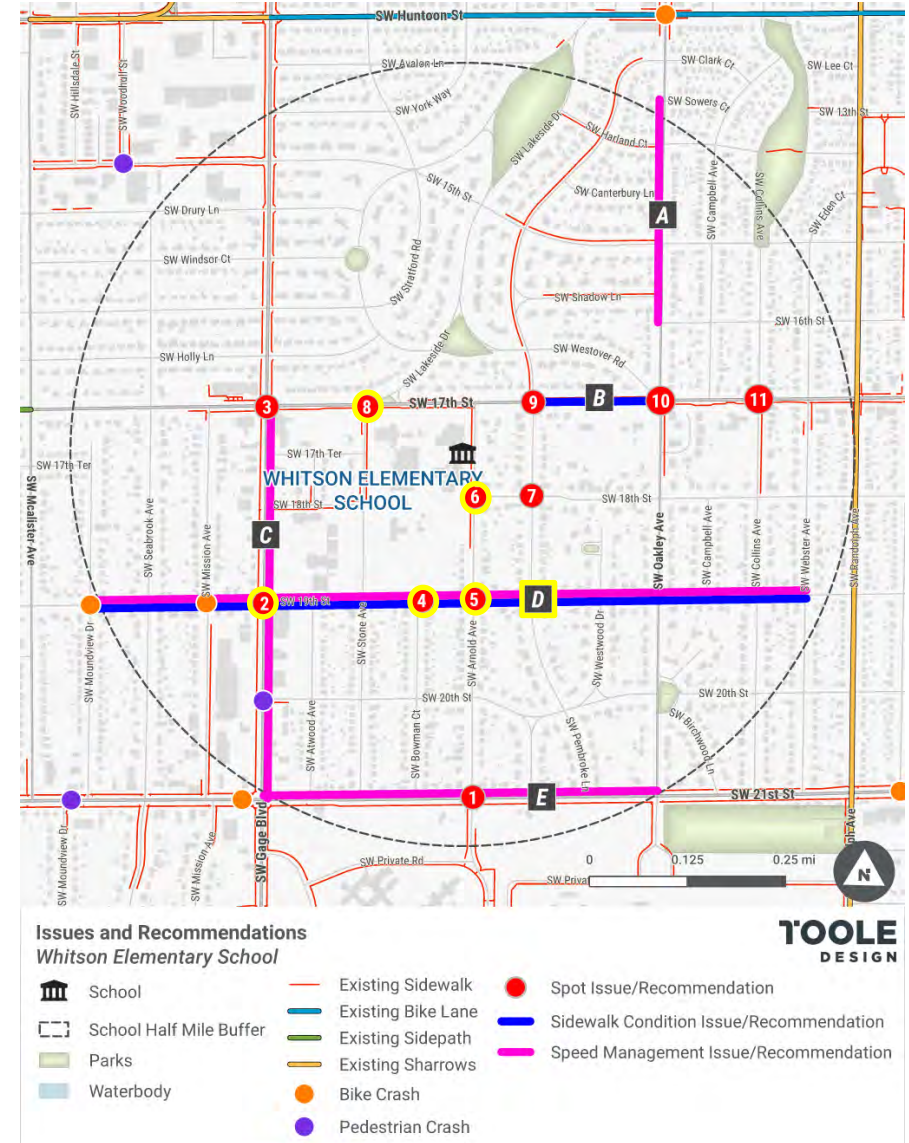 SW Huntoon St
SW Hillsdale St
SW Woodhull St
SW Avalon Ln
SW Clark Ct
SW Lee Ct
SW York Way
SW Sowers Ct
SW 13th St
SW Lakeside Dr
SW Harland Ct
SW 15th St
SW Canterbury Ln
SW Campbell Ave
SW Collins Ave
SW Eden Ct
SW Drury Ln
A
SW Stratford Rd
SW Windsor Ct
SW Shadow Ln
SW 16th St
SW Holly Ln
SW Lakeside Dr
SW Westover Rd
3
8
SW 17th St
9
B
10
11
SW 17th Ter
SW 17th Ter
WHITSON ELEMENTARY
SCHOOL
SW 18th St
6
7
SW 18th St
SW Mcalister Ave
SW Seabrook Ave
SW Mission Ave
C
SW Oakley Ave
SW Campbell Ave
SW Collins Ave
SW Webster Ave
SW Randolph Ave
2
SW 19th St
4
5
D
SW Moundview Dr
SW Stone Ave
SW Arnold Ave
SW Westwood Dr
SW 20th St
SW 20th St
SW Atwood Ave
SW Bowman Ct
SW Pembroke Ln
SW Birchwood Ln
1
E
SW 21st St
SW Moundview Dr
SW Mission Ave
SW Gage Blvd
SW Private Rd
SW Priva
ph Ave
0
0.125
0.25 mi
N
Issues and Recommendations
Whitson Elementary School
TOOLE
DESIGN
School
School Half Mile Buffer
Parks
Waterbody
Existing Sidewalk
Existing Bike Lane
Existing Sidepath
Existing Sharrows
Bike Crash
Pedestrian Crash
Spot Issue/Recommendation
Sidewalk Condition Issue/Recommendation
Speed Management Issue/Recommendation